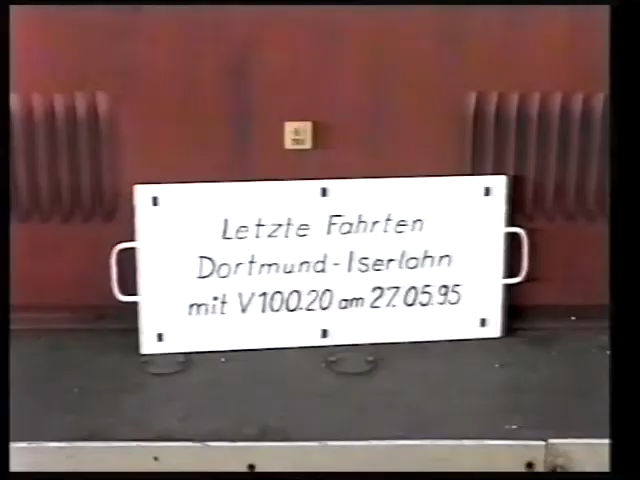 Letzte Fahrten
Dortmund-Iserlohn
mit V100.20 am 27.05.95